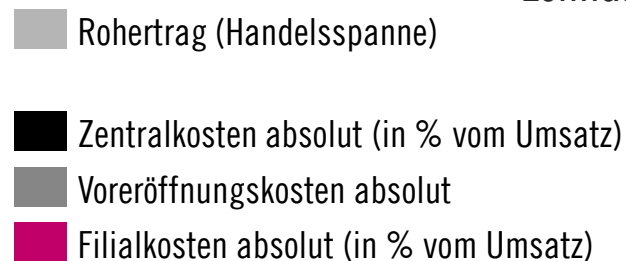 Rohertrag (Handelsspanne)
Zentralkosten absolut (in % vom Umsatz)
Voreröffnungskosten absolut
Filialkosten absolut (in % vom Umsatz)